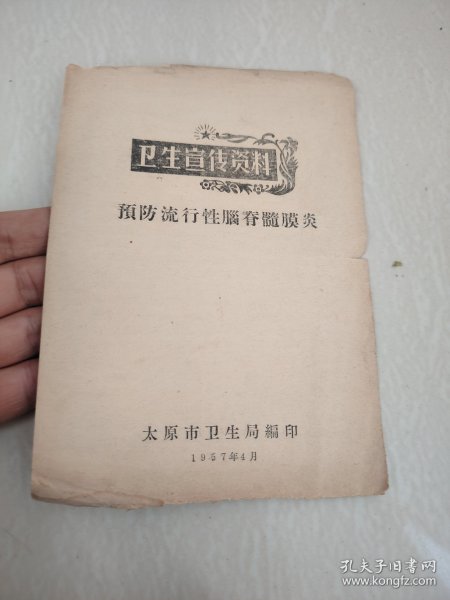 卫生宣传资料
預防流行性腦脊髓膜炎
太原市卫生局編印
1957年4月
孔夫子旧书网
www.kongfz.com